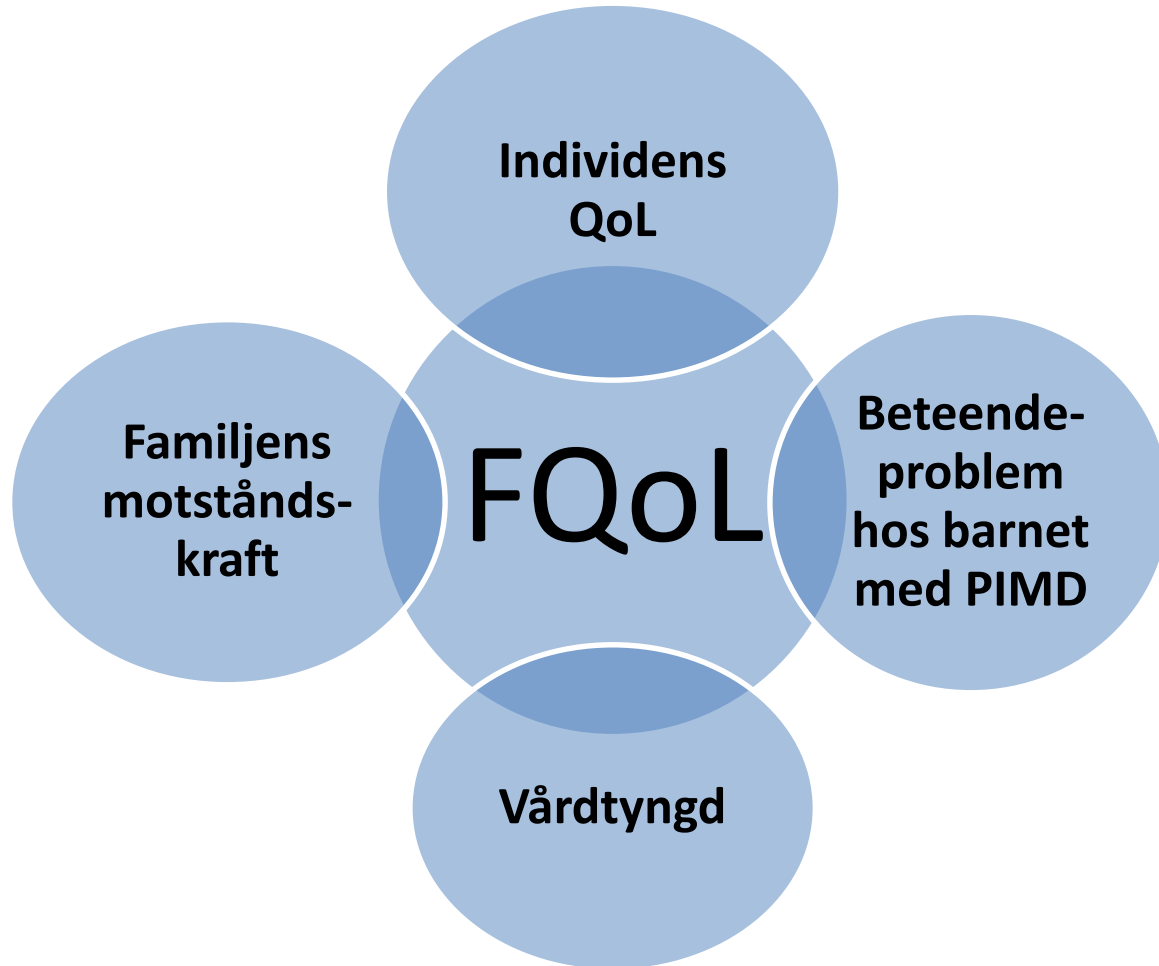 Individens
QoL
Familjens
motstånds-
kraft
FQoL
Beteende-
problem
hos barnet
med PIMD
Vårdtyngd